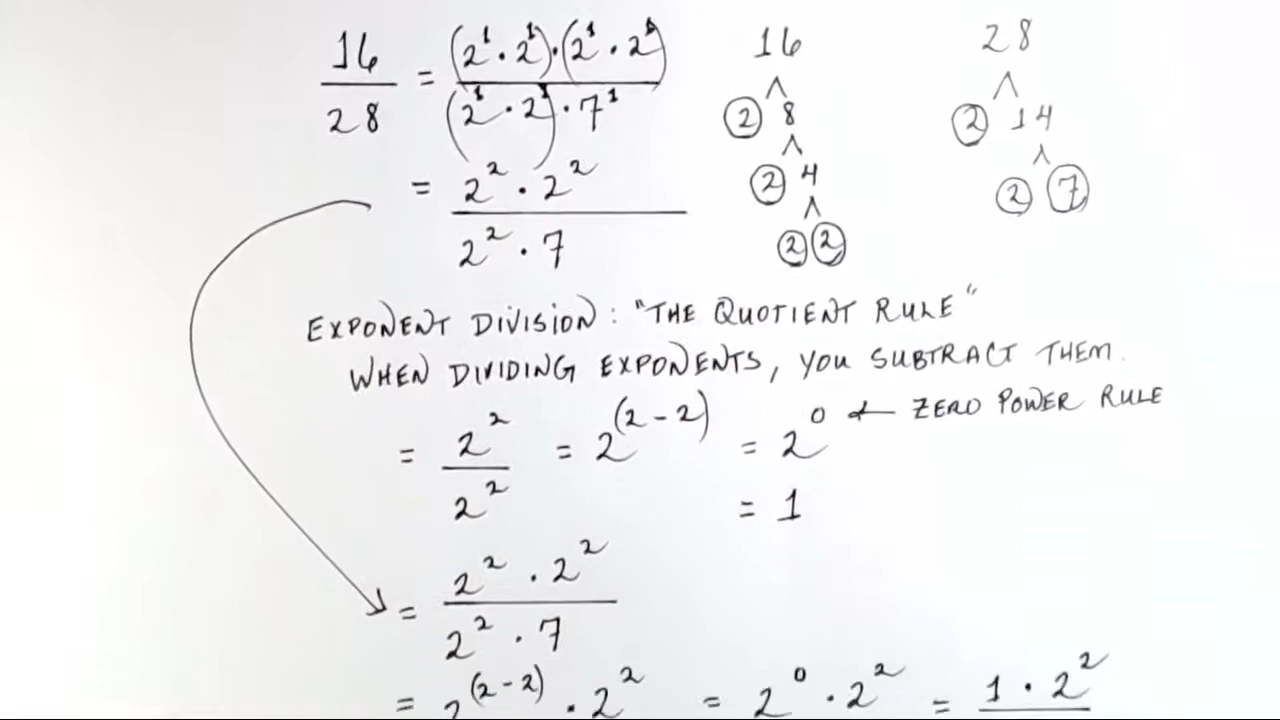 16/28 = (2¹ · 2¹) · (2¹ · 2¹) / (2¹ · 2¹) · 7¹
= 2² · 2² / 2² · 7
16
2 8
2 4
2 2
28
2 14
2 7
EXPONENT DIVISION: "THE QUOTIENT RULE"
WHEN DIVIDING EXPONENTS, YOU SUBTRACT THEM.
= 2² / 2² = 2⁽²⁻²⁾ = 2⁰ ← ZERO POWER RULE
= 1
= 2² · 2² / 2² · 7
= 2⁽²⁻²⁾ · 2² = 2⁰ · 2² = 1 · 2²